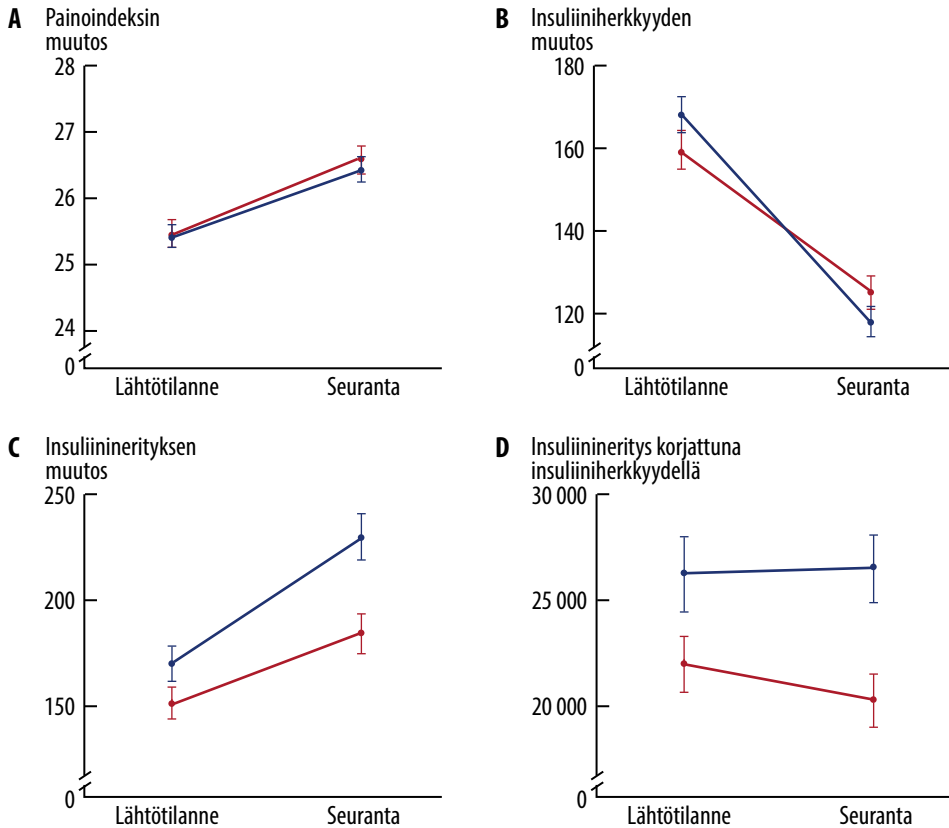 A Painoindeksin
muutos
28
27
26
25
24
0
Lähtötilanne Seuranta
B Insuliiniherkkyyden
muutos
180
160
140
120
0
Lähtötilanne Seuranta
C Insuliininerityksen
muutos
250
200
150
0
Lähtötilanne Seuranta
D Insuliinineritys korjattuna
insuliiniherkkyydellä
30 000
25 000
20 000
0
Lähtötilanne Seuranta